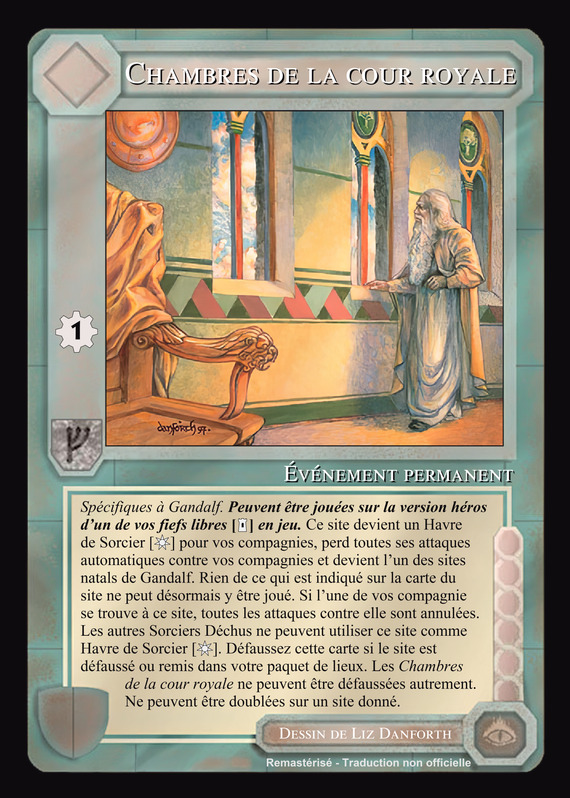 Chambres de la cour royale
danforth 97.
1
Événement permanent
Spécifiques à Gandalf. Peuvent être jouées sur la version héros
d'un de vos fiefs libres [] en jeu. Ce site devient un Havre
de Sorcier [] pour vos compagnies, perd toutes ses attaques
automatiques contre vos compagnies et devient l'un des sites
natals de Gandalf. Rien de ce qui est indiqué sur la carte du
site ne peut désormais y être joué. Si l'une de vos compagnie
se trouve à ce site, toutes les attaques contre elle sont annulées.
Les autres Sorciers Déchus ne peuvent utiliser ce site comme
Havre de Sorcier []. Défaussez cette carte si le site est
défaussé ou remis dans votre paquet de lieux. Les Chambres
de la cour royale ne peuvent être défaussées autrement.
Ne peuvent être doublées sur un site donné.
Dessin de Liz Danforth
Remastérisé - Traduction non officielle